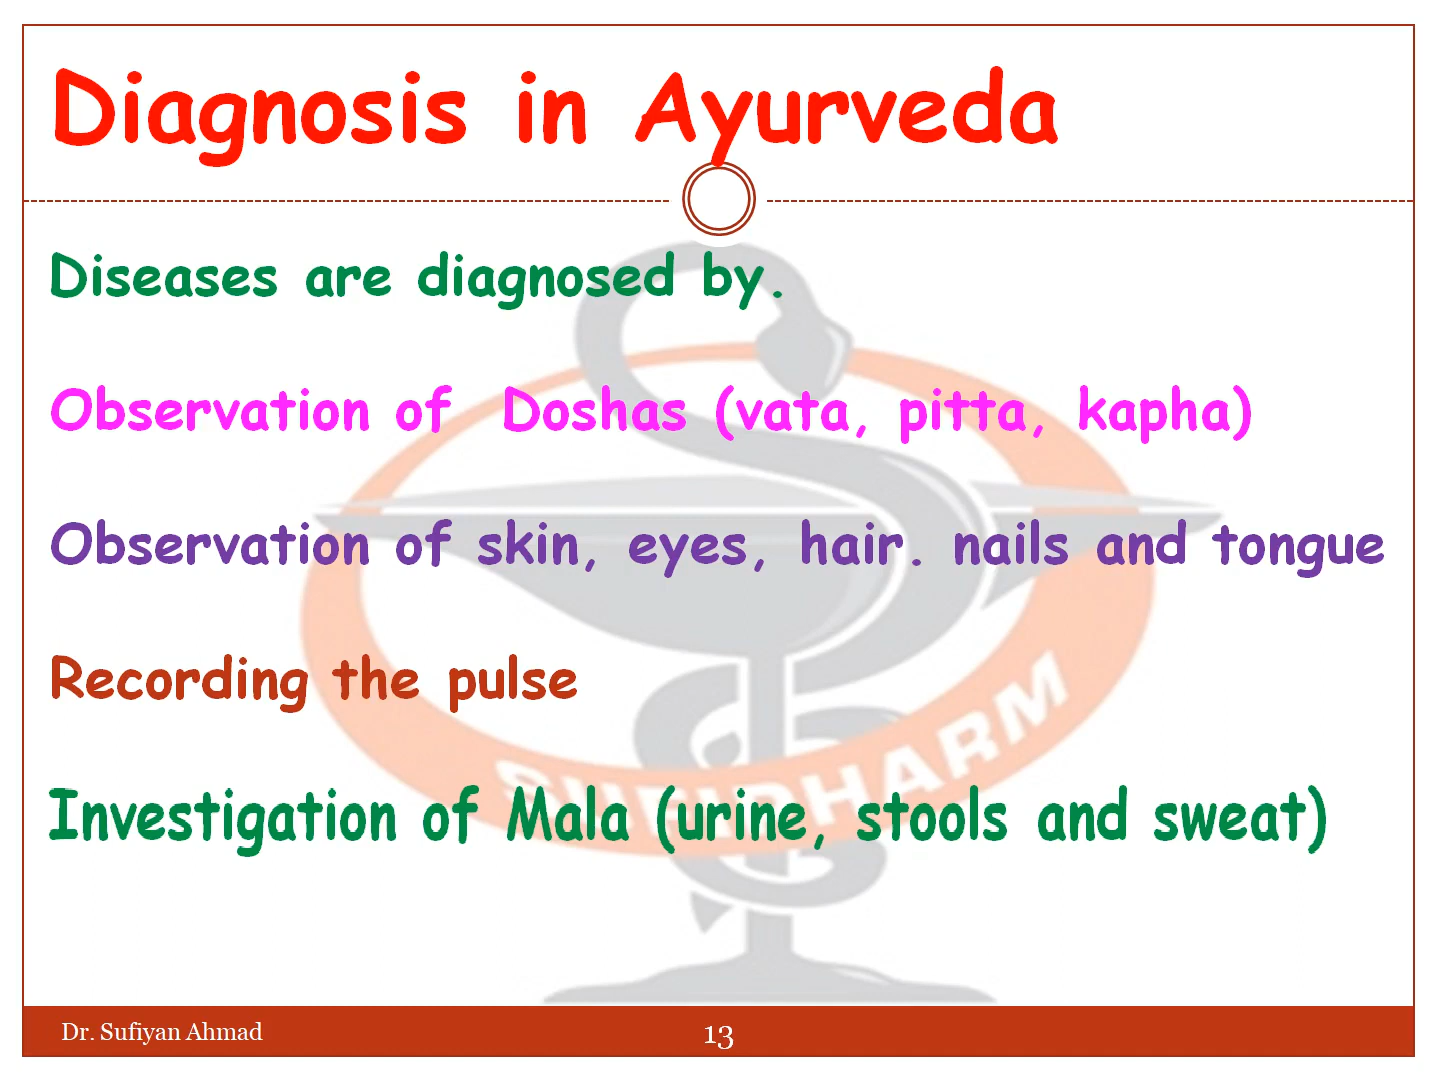 Diagnosis in Ayurveda
Diseases are diagnosed by.
Observation of Doshas (vata, pitta, kapha)
Observation of skin, eyes, hair. nails and tongue
Recording the pulse
Investigation of Mala (urine, stools and sweat)
Dr. Sufiyan Ahmad
13